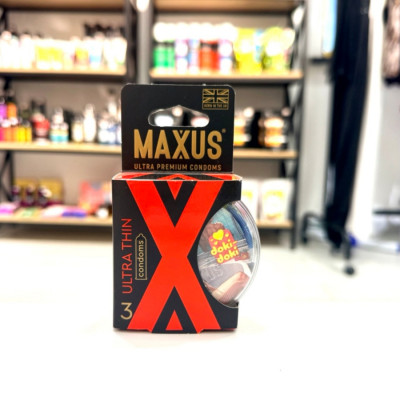 MAXUS®
ULTRA PREMIUM CONDOMS
3 ULTRA THIN
condoms
X
doki
doki